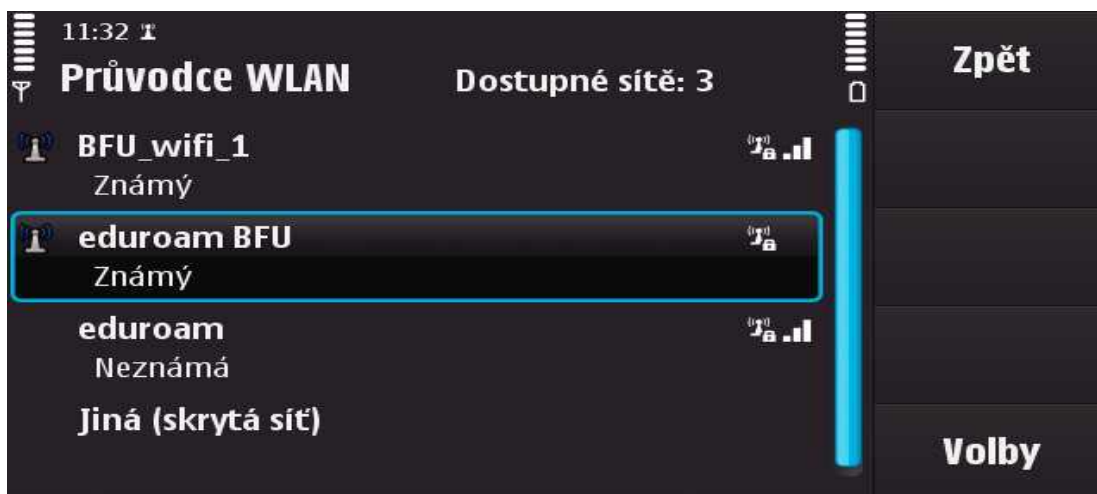 11:32
Průvodce WLAN
Dostupné sítě: 3
Zpět
BFU_wifi_1
Známý
eduroam BFU
Známý
eduroam
Neznámá
Jiná (skrytá síť)
Volby